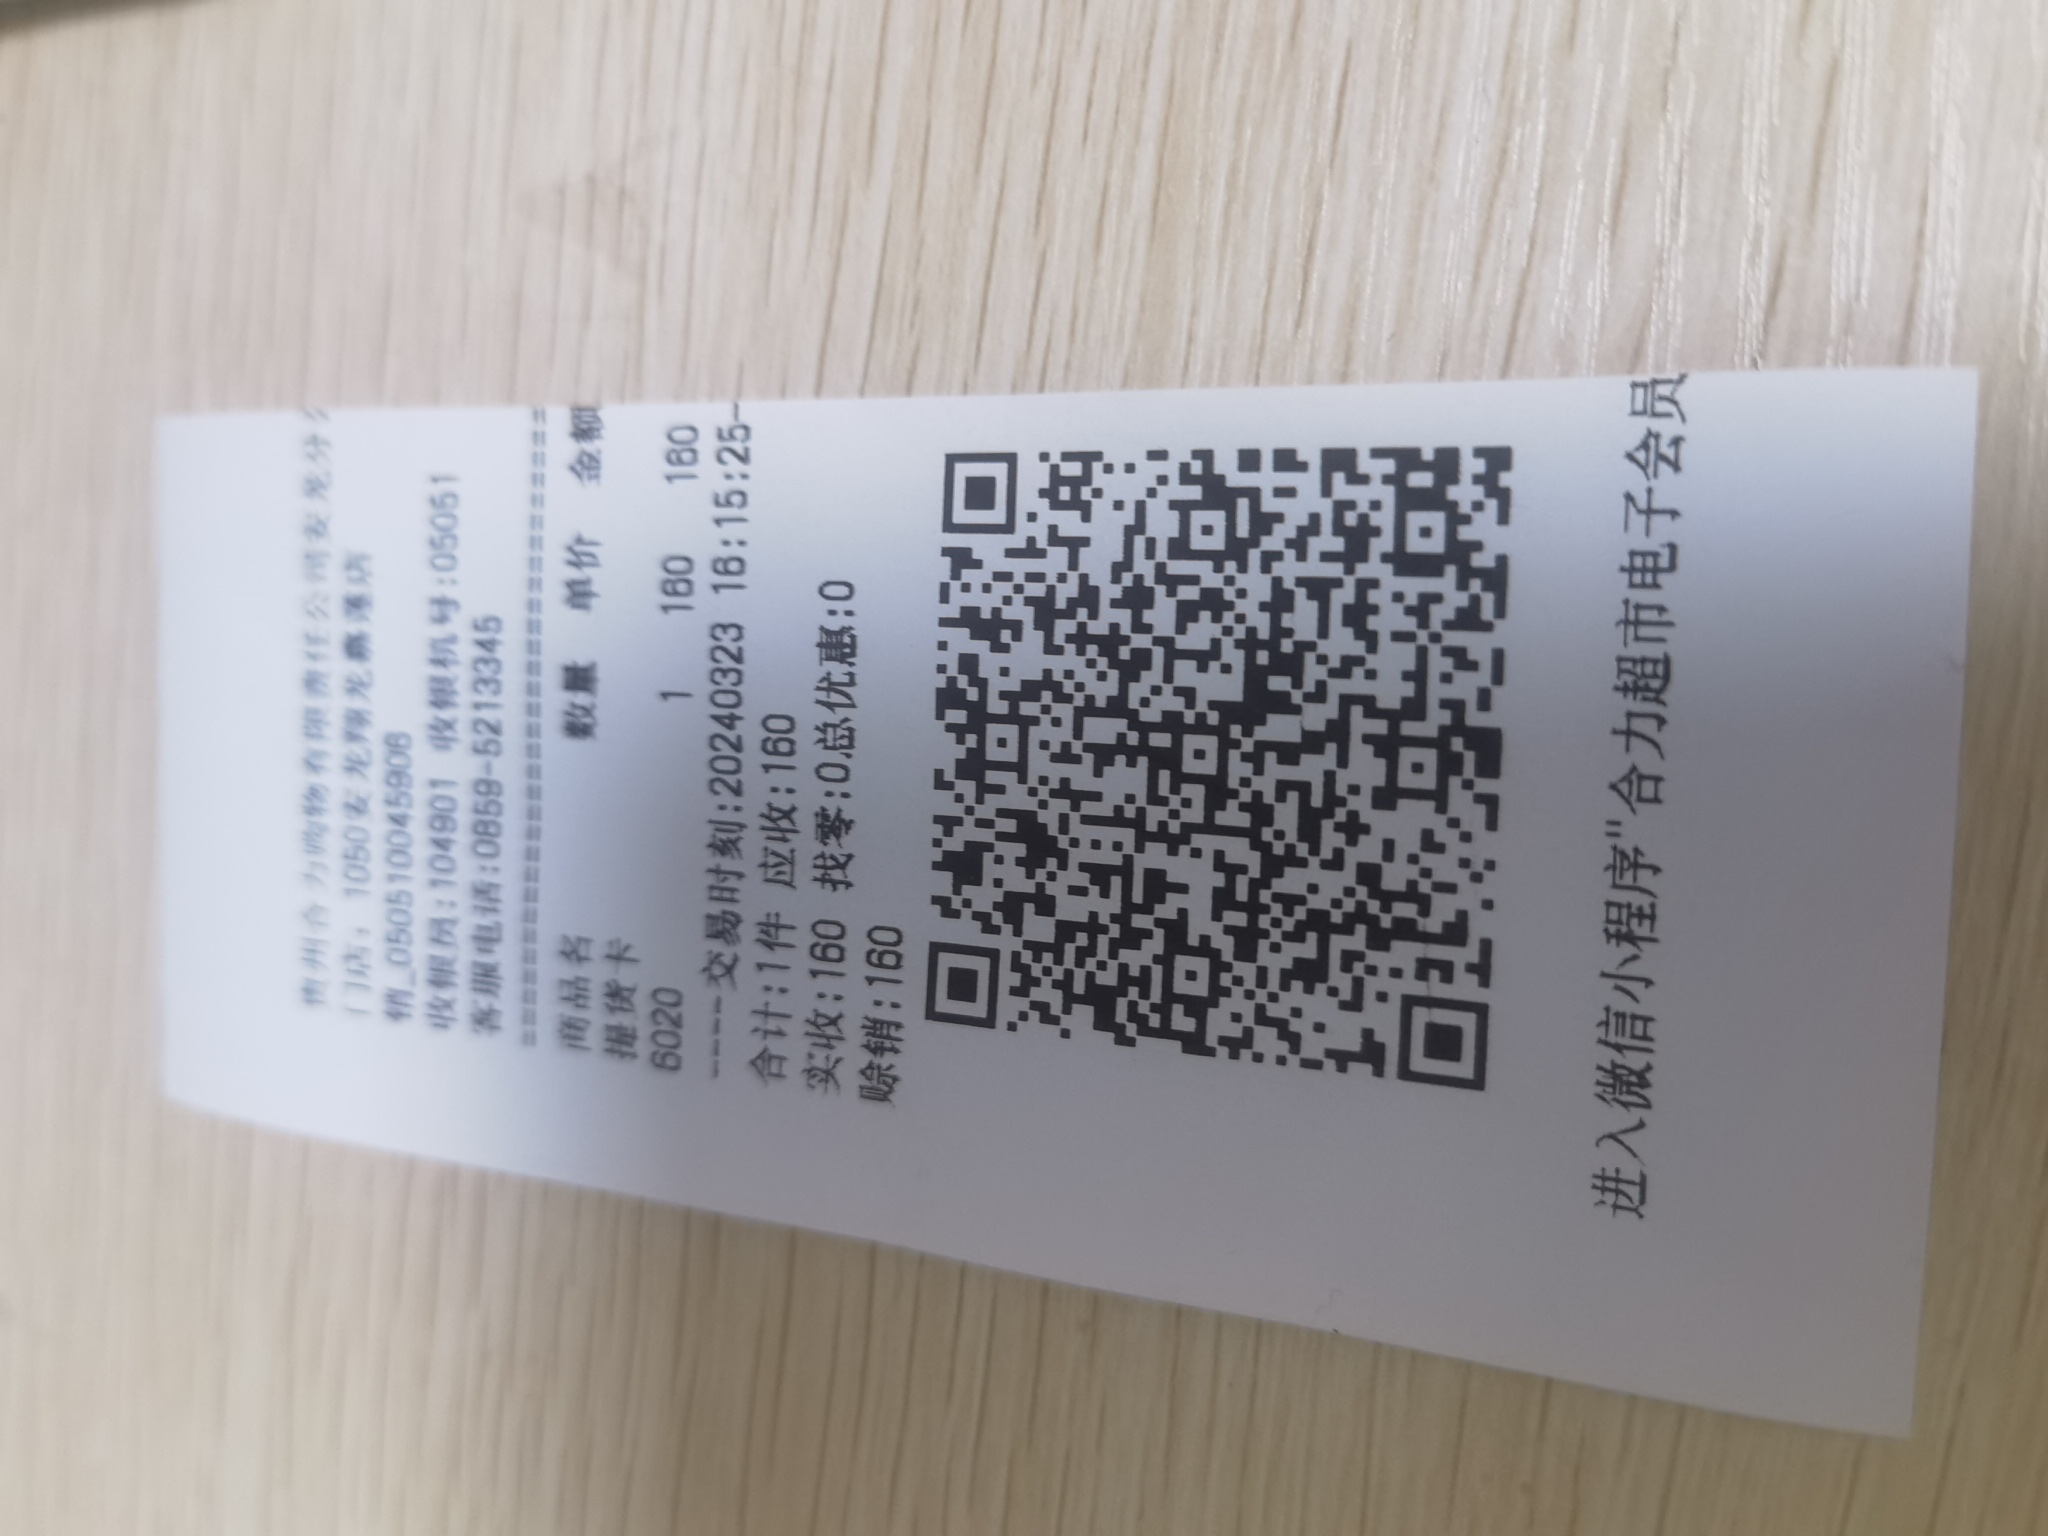 贵州合力购物有限责任公司安龙分公
门店: 1050安龙翔龙店
销_0505100459908
收银员:104901 收银机号:05051
客服电话:0859-5213345
================================
商品名 数量 单价 金额
提货卡
6020 1 160 160
----交易时刻:20240323 16:15:25-
合计:1件 应收:160
实收:160 找零:0总优惠:0
赊销:160
进入微信小程序"合力超市电子会员